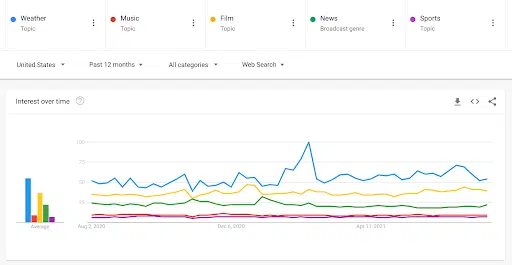 Weather
Topic
Music
Topic
Film
Topic
News
Broadcast genre
Sports
Topic
United States
Past 12 months
All categories
Web Search
Interest over time
100
75
50
25
Average
Aug 2, 2020
Dec 6, 2020
Apr 11, 2021